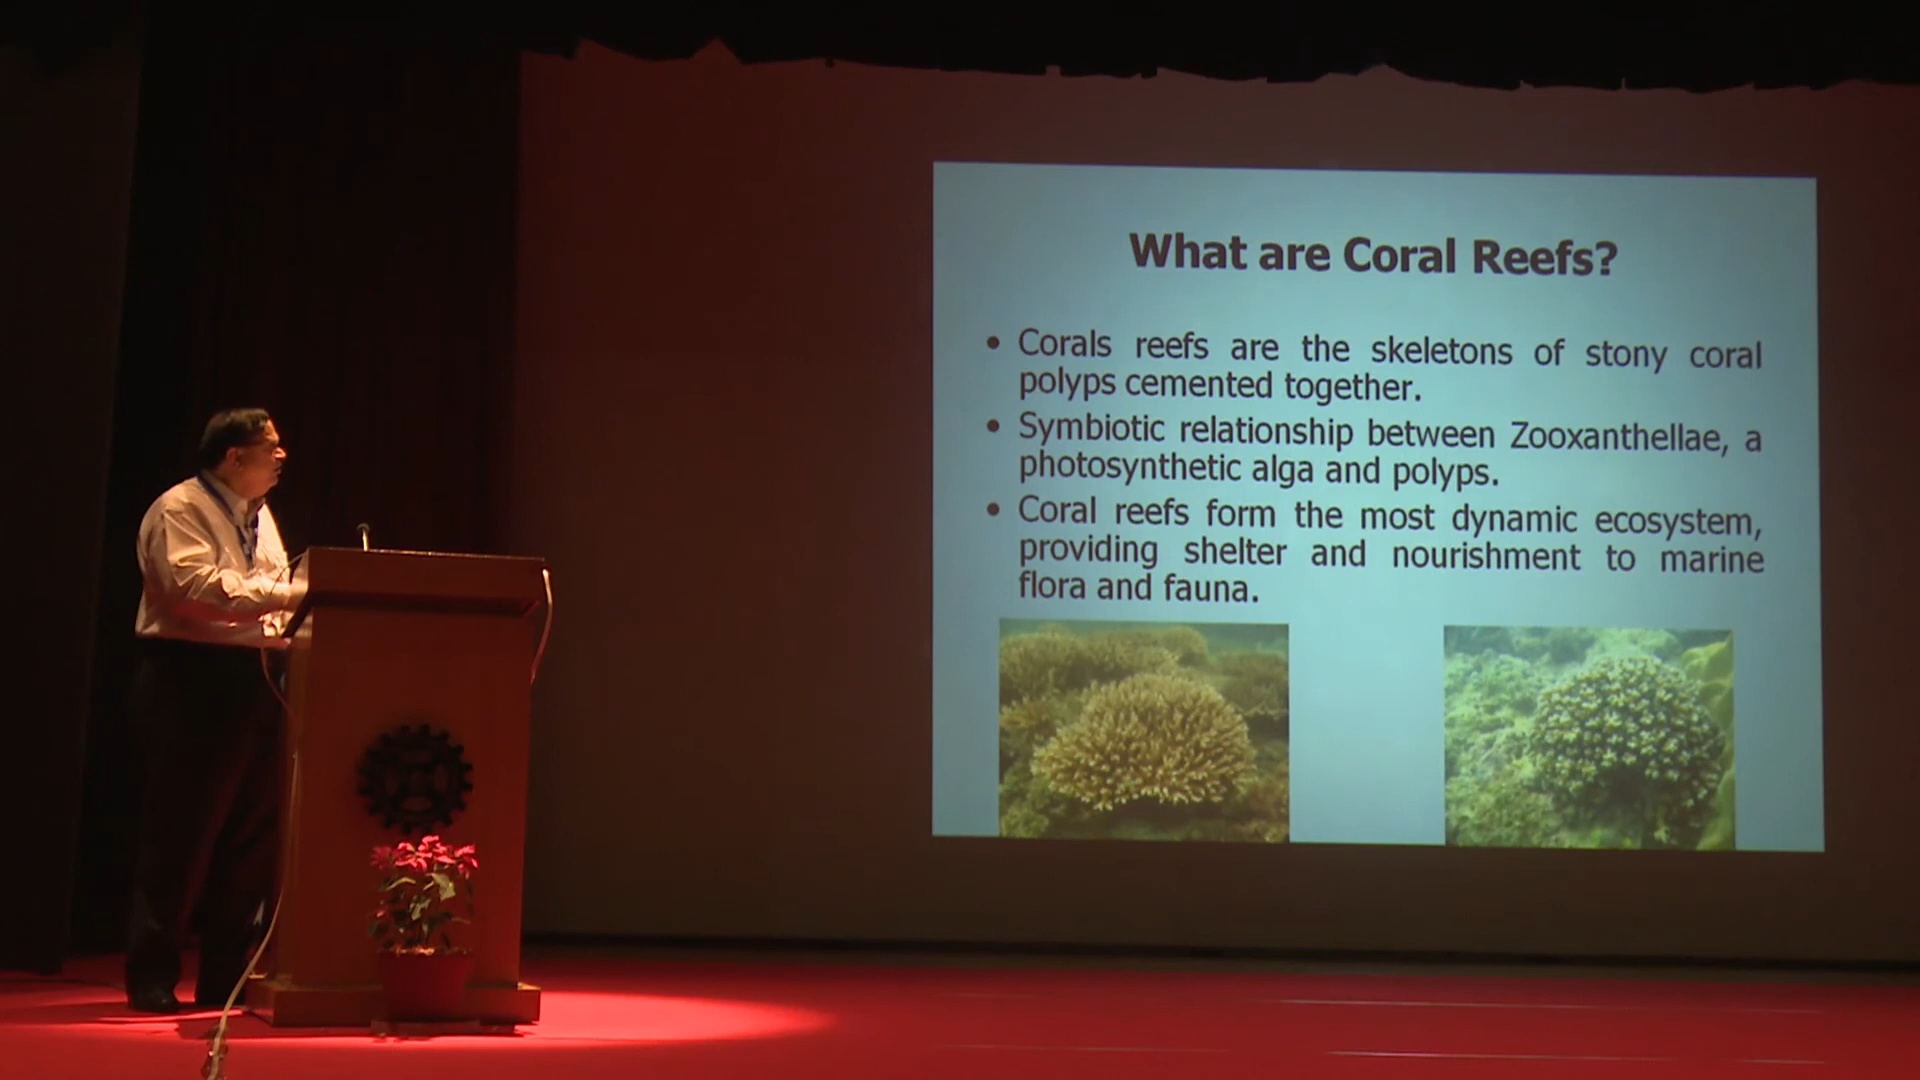 What are Coral Reefs?
• Corals reefs are the skeletons of stony coral
polyps cemented together.
• Symbiotic relationship between Zooxanthellae, a
photosynthetic alga and polyps.
• Coral reefs form the most dynamic ecosystem,
providing shelter and nourishment to marine
flora and fauna.